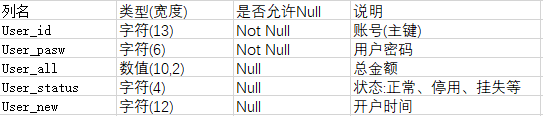 列名 类型(宽度) 是否允许Null 说明
User_id 字符(13) Not Null 账号(主键)
User_pasw 字符(6) Not Null 用户密码
User_all 数值(10,2) Null 总金额
User_status 字符(4) Null 状态:正常、停用、挂失等
User_new 字符(12) Null 开户时间